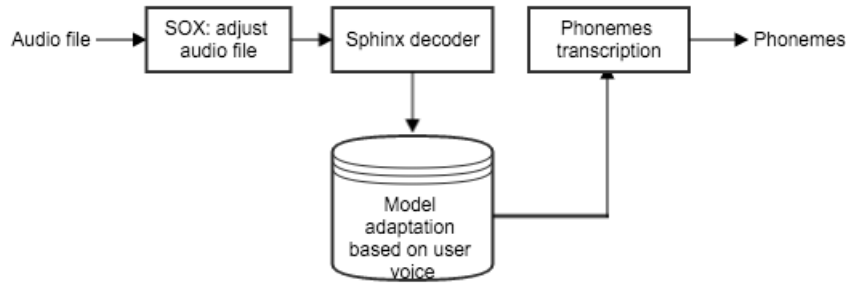 Audio file
SOX: adjust
audio file
Sphinx decoder
Phonemes
transcription
Phonemes
Model
adaptation
based on user
voice